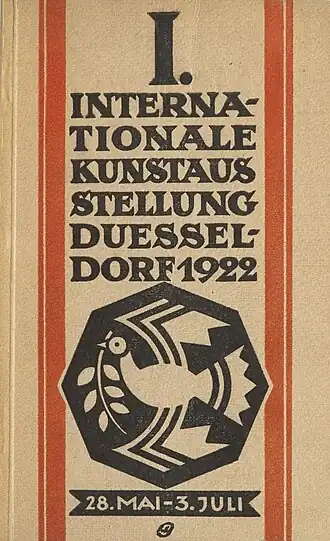 I.
INTERNA-
TIONALE
KUNSTAUS
STELLUNG
DUESSEL-
DORF 1922
28. MAI-3. JULI